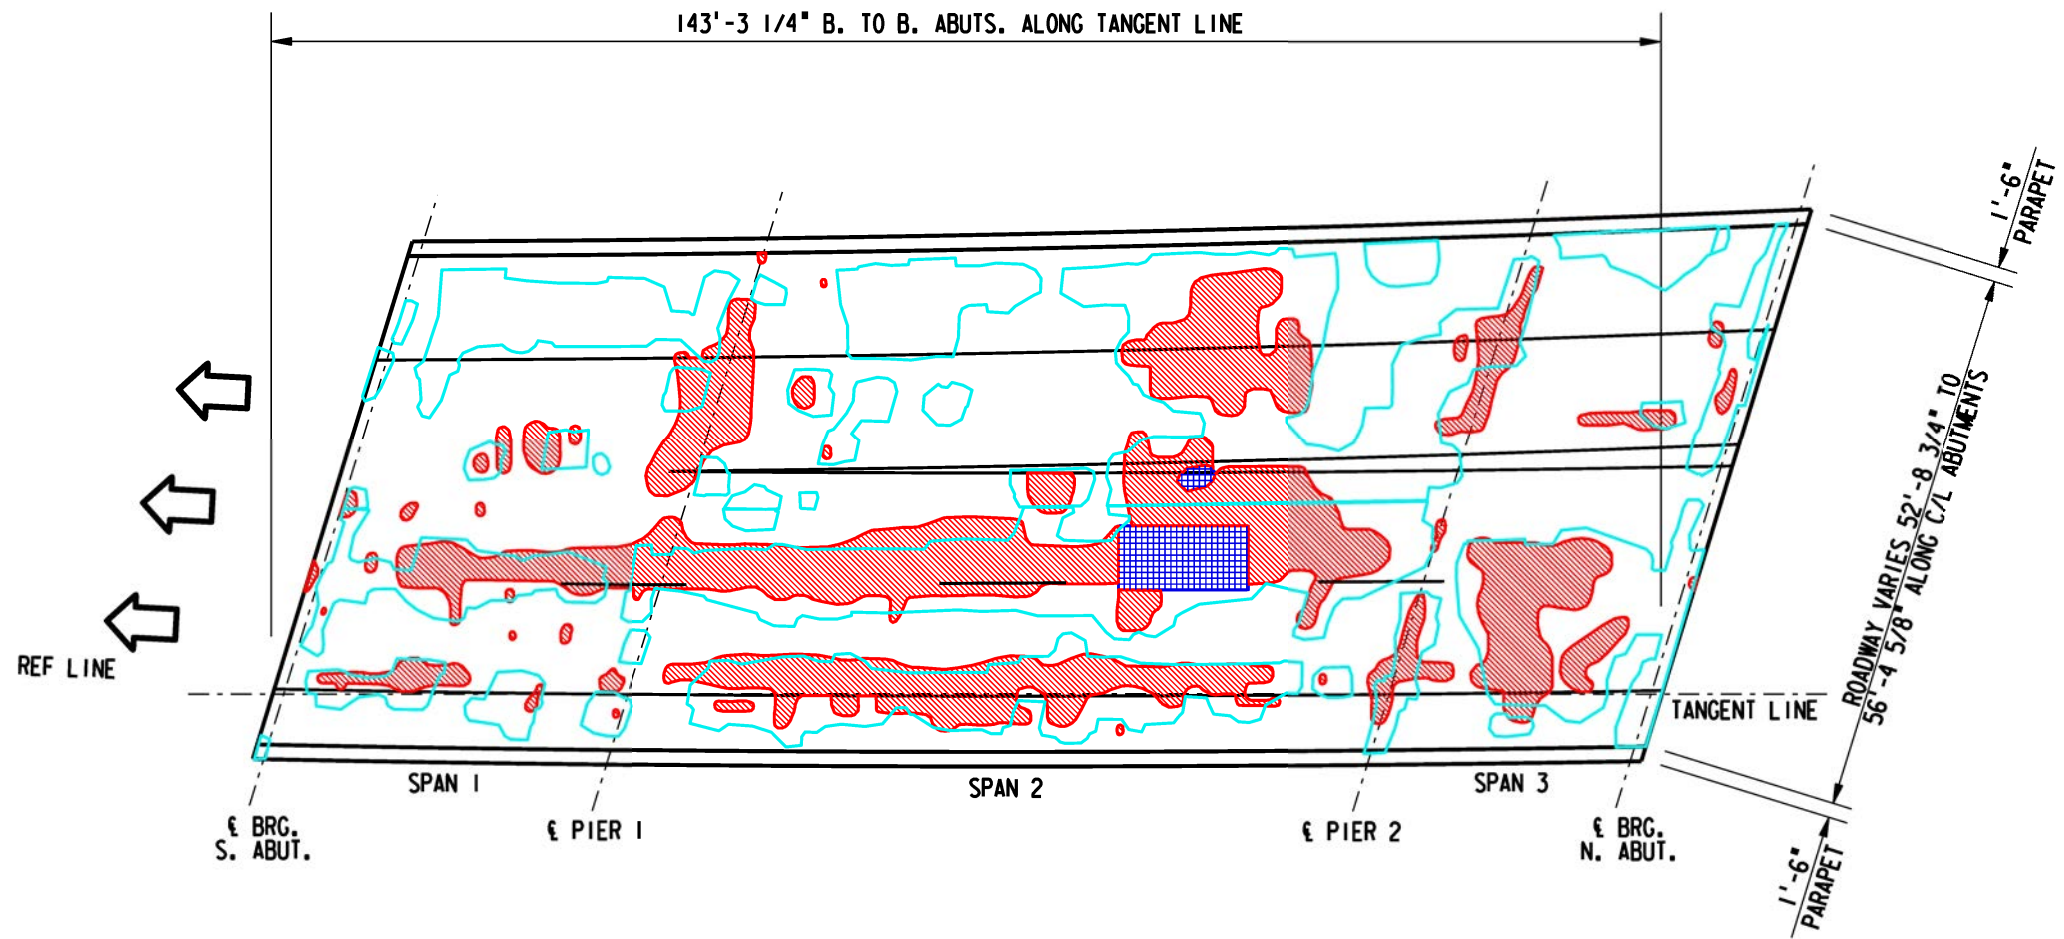 143'-3 1/4" B. TO B. ABUTS. ALONG TANGENT LINE
1'-6"
PARAPET
ROADWAY VARIES 52'-8 3/4" TO
56'-4 5/8" ALONG C/L ABUTMENTS
REF LINE
TANGENT LINE
SPAN 1
SPAN 2
SPAN 3
℄ BRG.
S. ABUT.
℄ PIER 1
℄ PIER 2
℄ BRG.
N. ABUT.
1'-6"
PARAPET